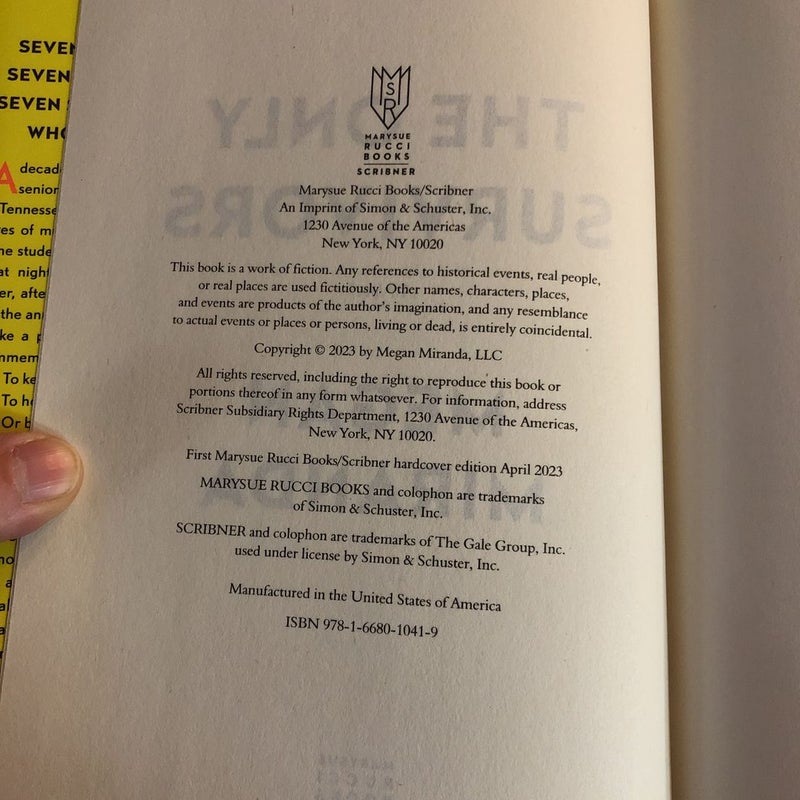 SEVEN
SEVEN
SEVEN
A decad
senior
Tennesse
es of m
he stude
at night
er, afte
the an
ke a
To ke
To h
Or b
MSR
MARYSUE
RUCCI
BOOKS
SCRIBNER
Marysue Rucci Books/Scribner
An Imprint of Simon & Schuster, Inc.
1230 Avenue of the Americas
New York, NY 10020
This book is a work of fiction. Any references to historical events, real people,
or real places are used fictitiously. Other names, characters, places,
and events are products of the author's imagination, and any resemblance
to actual events or places or persons, living or dead, is entirely coincidental.
Copyright © 2023 by Megan Miranda, LLC
All rights reserved, including the right to reproduce this book or
portions thereof in any form whatsoever. For information, address
Scribner Subsidiary Rights Department, 1230 Avenue of the Americas,
New York, NY 10020.
First Marysue Rucci Books/Scribner hardcover edition April 2023
MARYSUE RUCCI BOOKS and colophon are trademarks
of Simon & Schuster, Inc.
SCRIBNER and colophon are trademarks of The Gale Group, Inc.
used under license by Simon & Schuster, Inc.
Manufactured in the United States of America
ISBN 978-1-6680-1041-9